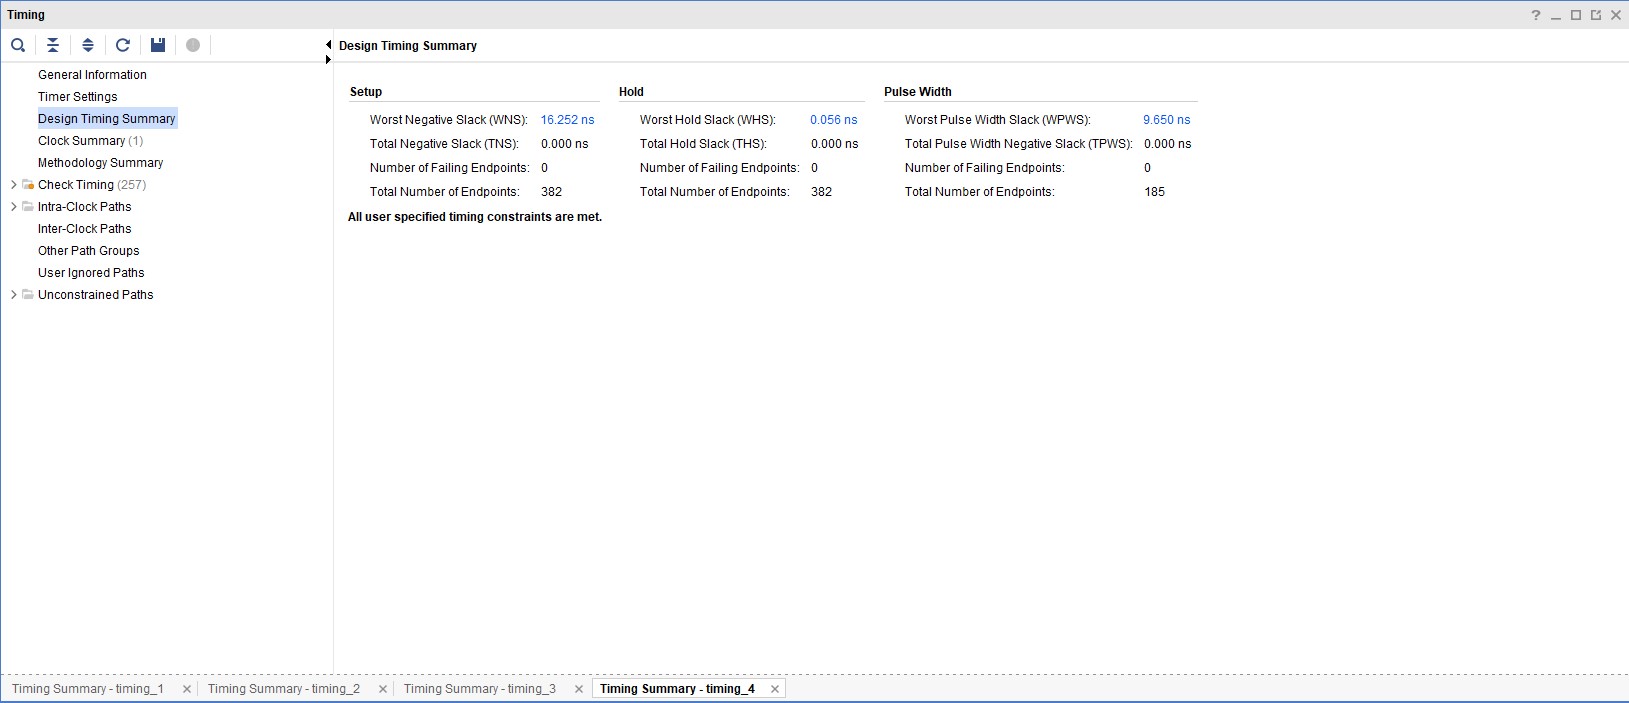 Timing
Design Timing Summary
General Information
Timer Settings
Design Timing Summary
Clock Summary (1)
Methodology Summary
Check Timing (257)
Intra-Clock Paths
Inter-Clock Paths
Other Path Groups
User Ignored Paths
Unconstrained Paths
Setup
Worst Negative Slack (WNS): 16.252 ns
Total Negative Slack (TNS): 0.000 ns
Number of Failing Endpoints: 0
Total Number of Endpoints: 382
Hold
Worst Hold Slack (WHS): 0.056 ns
Total Hold Slack (THS): 0.000 ns
Number of Failing Endpoints: 0
Total Number of Endpoints: 382
Pulse Width
Worst Pulse Width Slack (WPWS): 9.650 ns
Total Pulse Width Negative Slack (TPWS): 0.000 ns
Number of Failing Endpoints: 0
Total Number of Endpoints: 185
All user specified timing constraints are met.
Timing Summary - timing_1
Timing Summary - timing_2
Timing Summary - timing_3
Timing Summary - timing_4